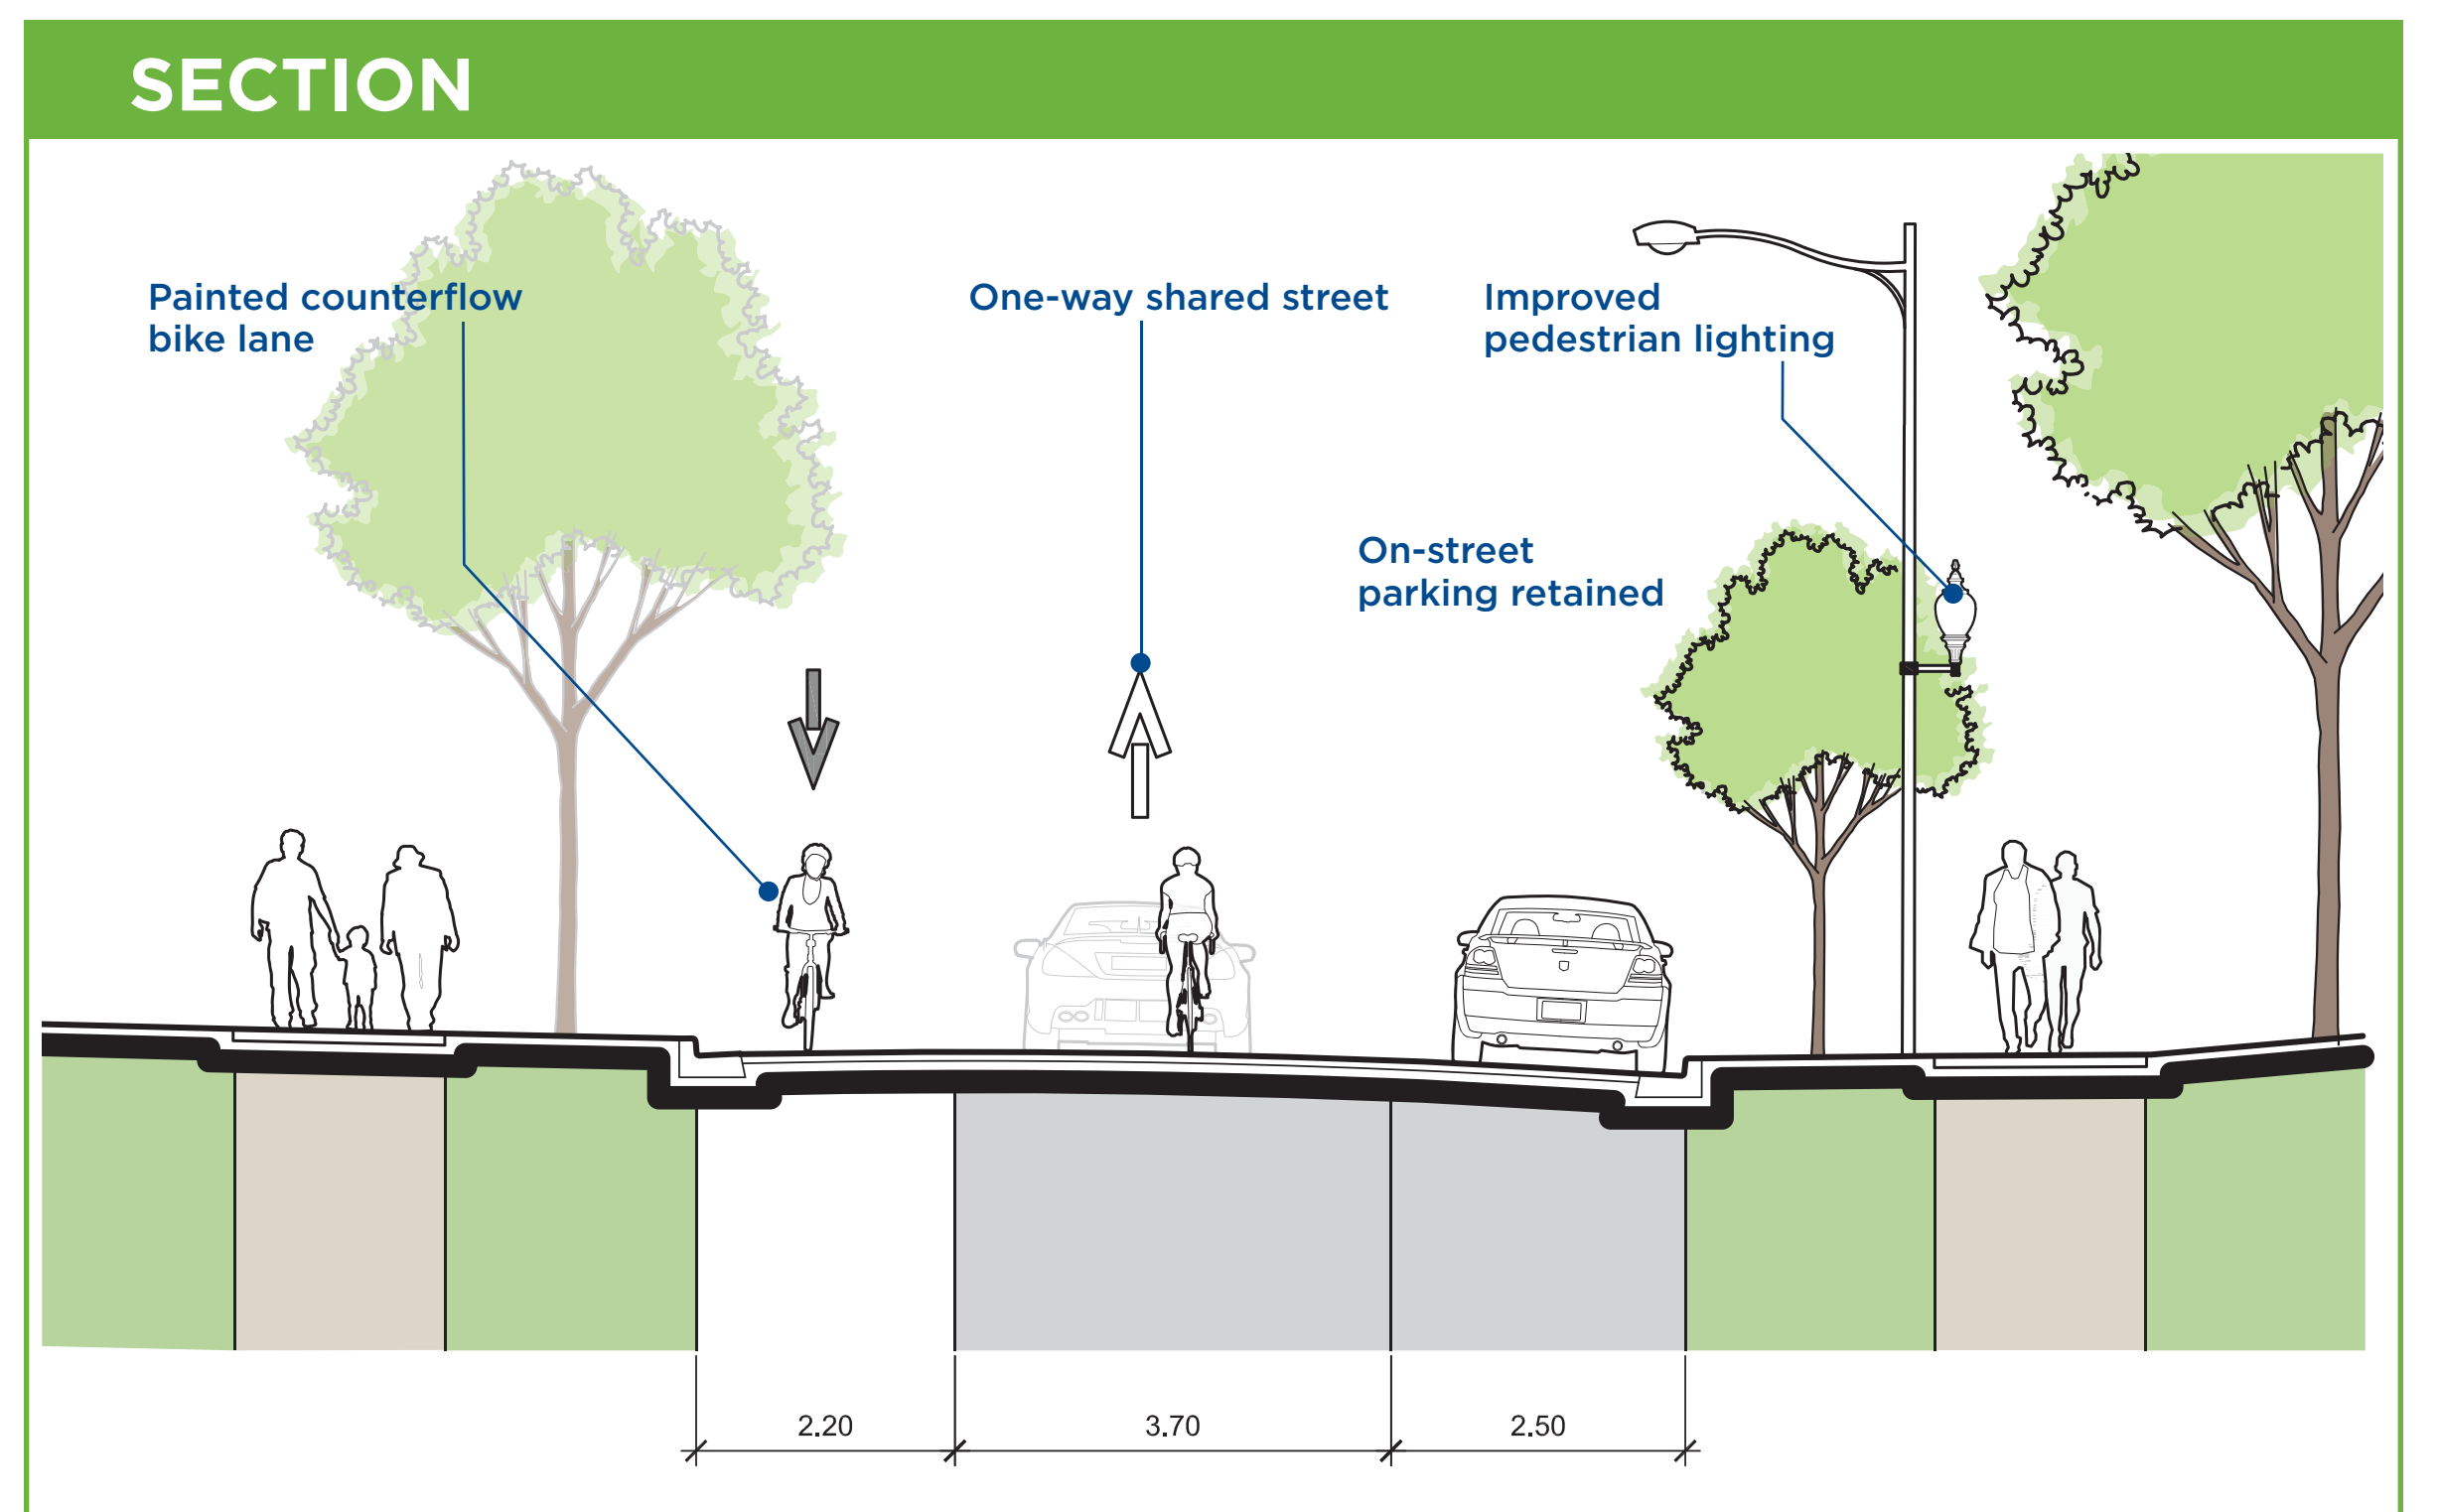 SECTION
Painted counterflow
bike lane
One-way shared street
Improved
pedestrian lighting
On-street
parking retained
2.20
3.70
2.50